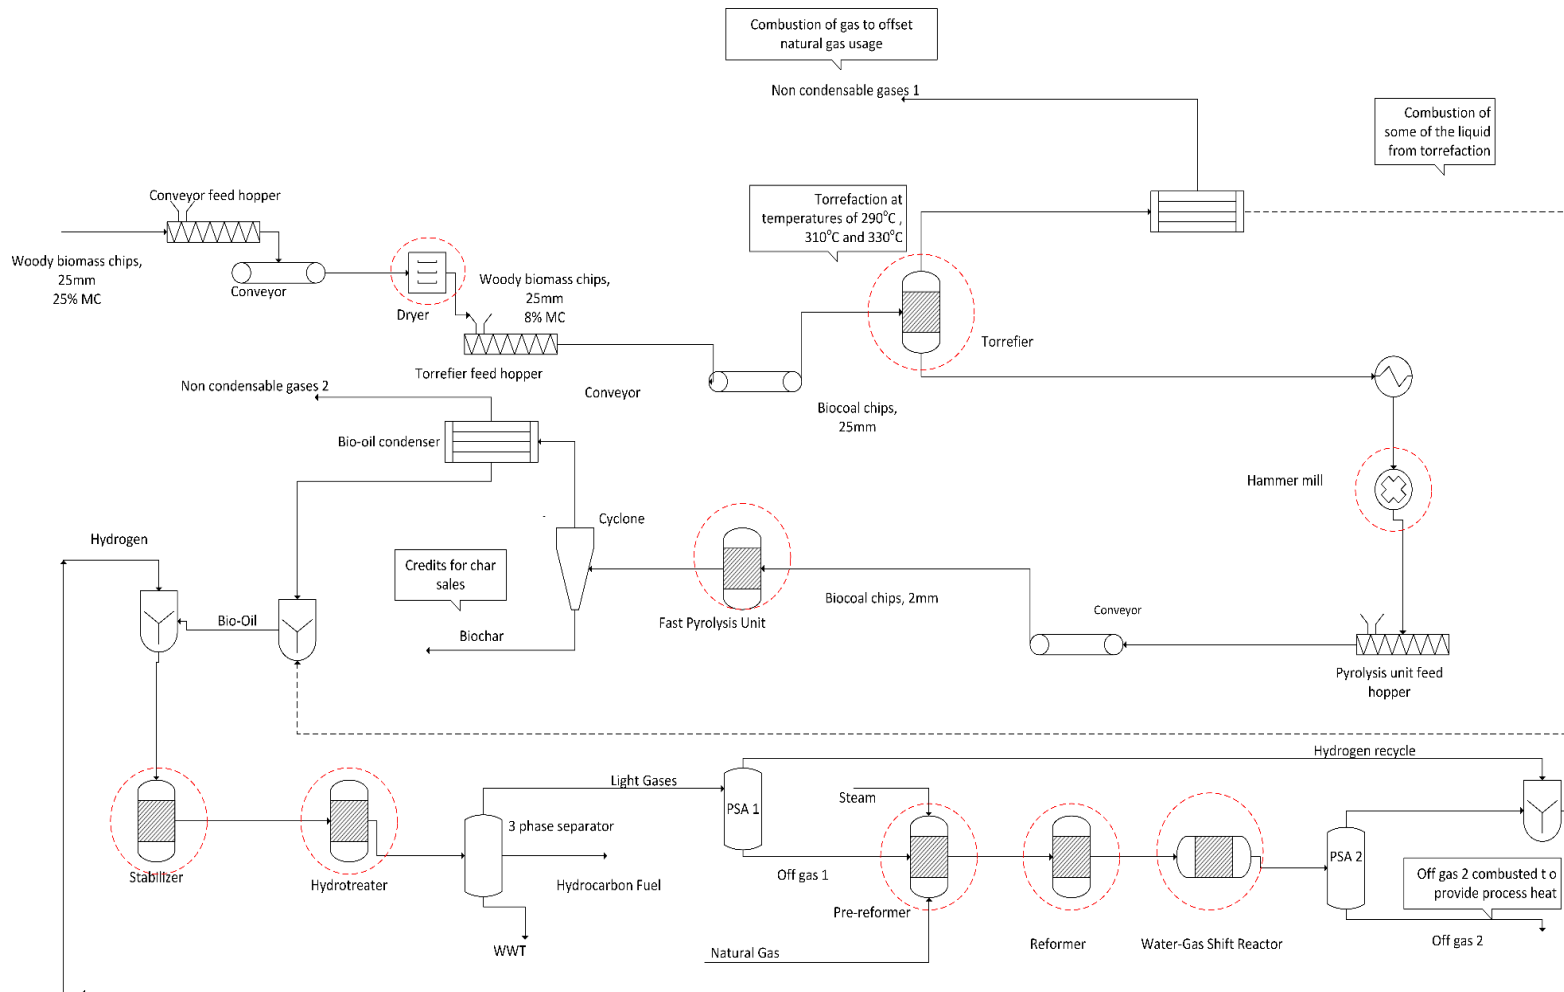 Combustion of gas to offset
natural gas usage
Non condensable gases 1
Combustion of
some of the liquid
from torrefaction
Conveyor feed hopper
Torrefaction at
temperatures of 290°C ,
310°C and 330°C
Woody biomass chips,
25mm
25% MC
Conveyor
Dryer
Woody biomass chips,
25mm
8% MC
Torrefier feed hopper
Torrefier
Non condensable gases 2
Conveyor
Biocoal chips,
25mm
Bio-oil condenser
Hammer mill
Cyclone
Hydrogen
Credits for char
sales
Biocoal chips, 2mm
Conveyor
Bio-Oil
Fast Pyrolysis Unit
Biochar
Pyrolysis unit feed
hopper
Hydrogen recycle
Light Gases
Steam
PSA 1
3 phase separator
PSA 2
Stabilizer
Hydrotreater
Hydrocarbon Fuel
Off gas 1
Off gas 2 combusted t o
provide process heat
Pre-reformer
WWT
Natural Gas
Reformer
Water-Gas Shift Reactor
Off gas 2